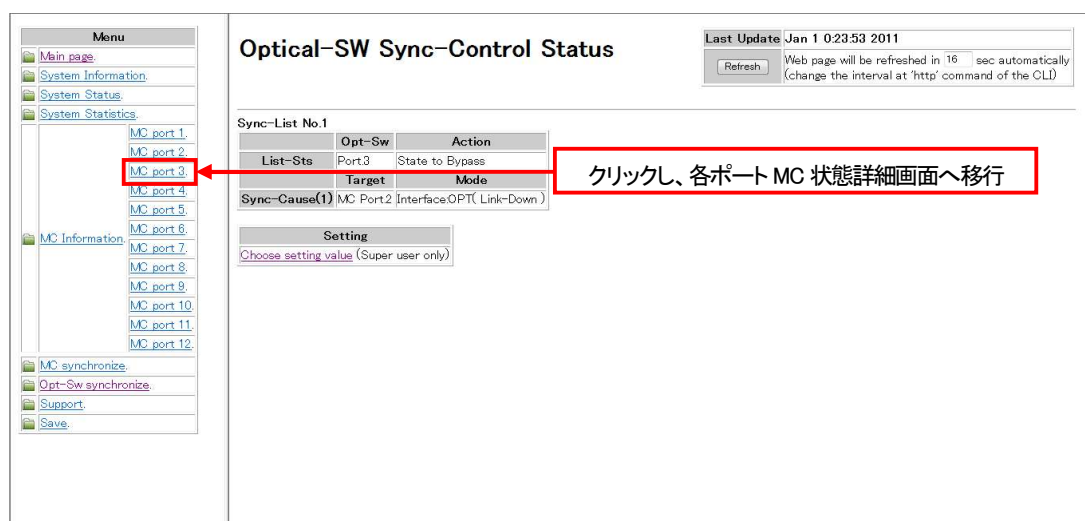 Menu
Main page.
System Information.
System Status.
System Statistics.
MC Information.
MC port 1.
MC port 2.
MC port 3.
MC port 4.
MC port 5.
MC port 6.
MC port 7.
MC port 8.
MC port 9.
MC port 10.
MC port 11.
MC port 12.
MC synchronize.
Opt-Sw synchronize.
Support.
Save.
Optical-SW Sync-Control Status
Last Update Jan 1 0:23:53 2011
Refresh Web page will be refreshed in 16 sec automatically
(change the interval at 'http' command of the CLI)
Sync-List No.1
Opt-Sw Action
List-Sts Port.3 State to Bypass
Target Mode
Sync-Cause(1) MC Port.2 Interface:OPT( Link-Down )
クリックし、各ポート MC 状態詳細画面へ移行
Setting
Choose setting value (Super user only)